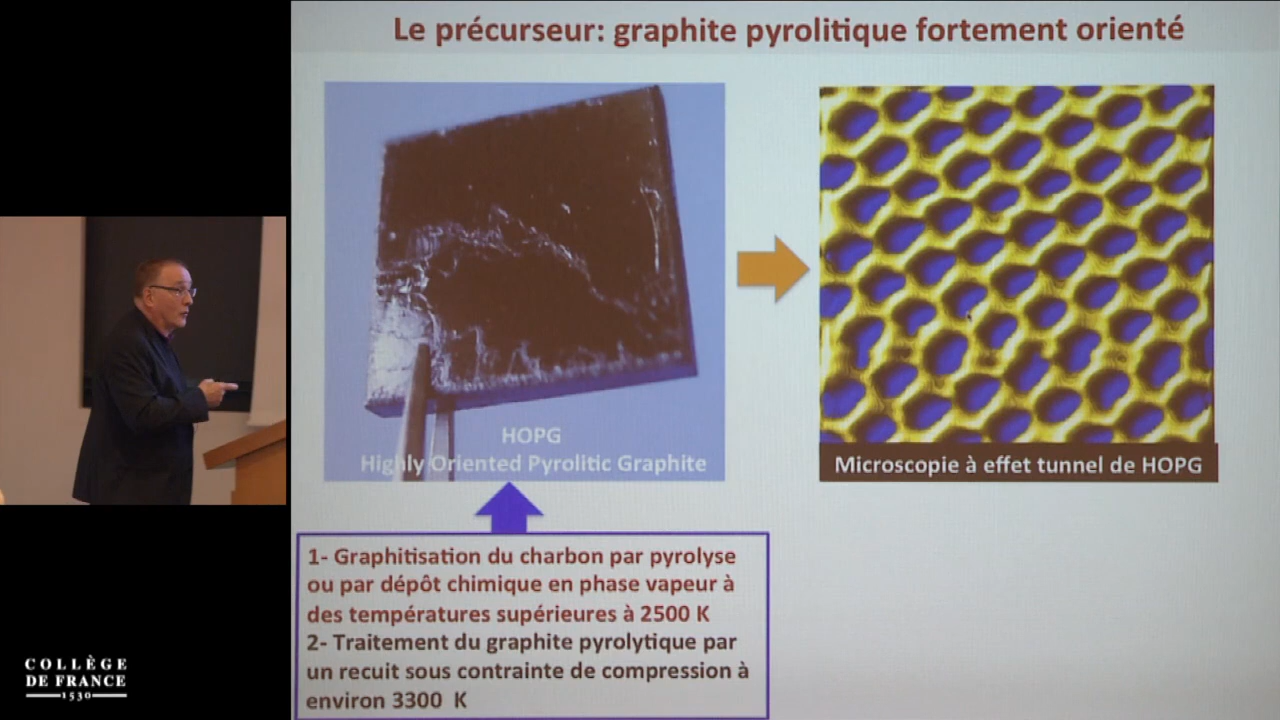 Le précurseur: graphite pyrolitique fortement orienté
HOPG
Highly Oriented Pyrolitic Graphite
Microscopie à effet tunnel de HOPG
1- Graphitisation du charbon par pyrolyse
ou par dépôt chimique en phase vapeur à
des températures supérieures à 2500 K
2- Traitement du graphite pyrolytique par
un recuit sous contrainte de compression à
environ 3300 K
COLLÈGE
DE FRANCE
1530